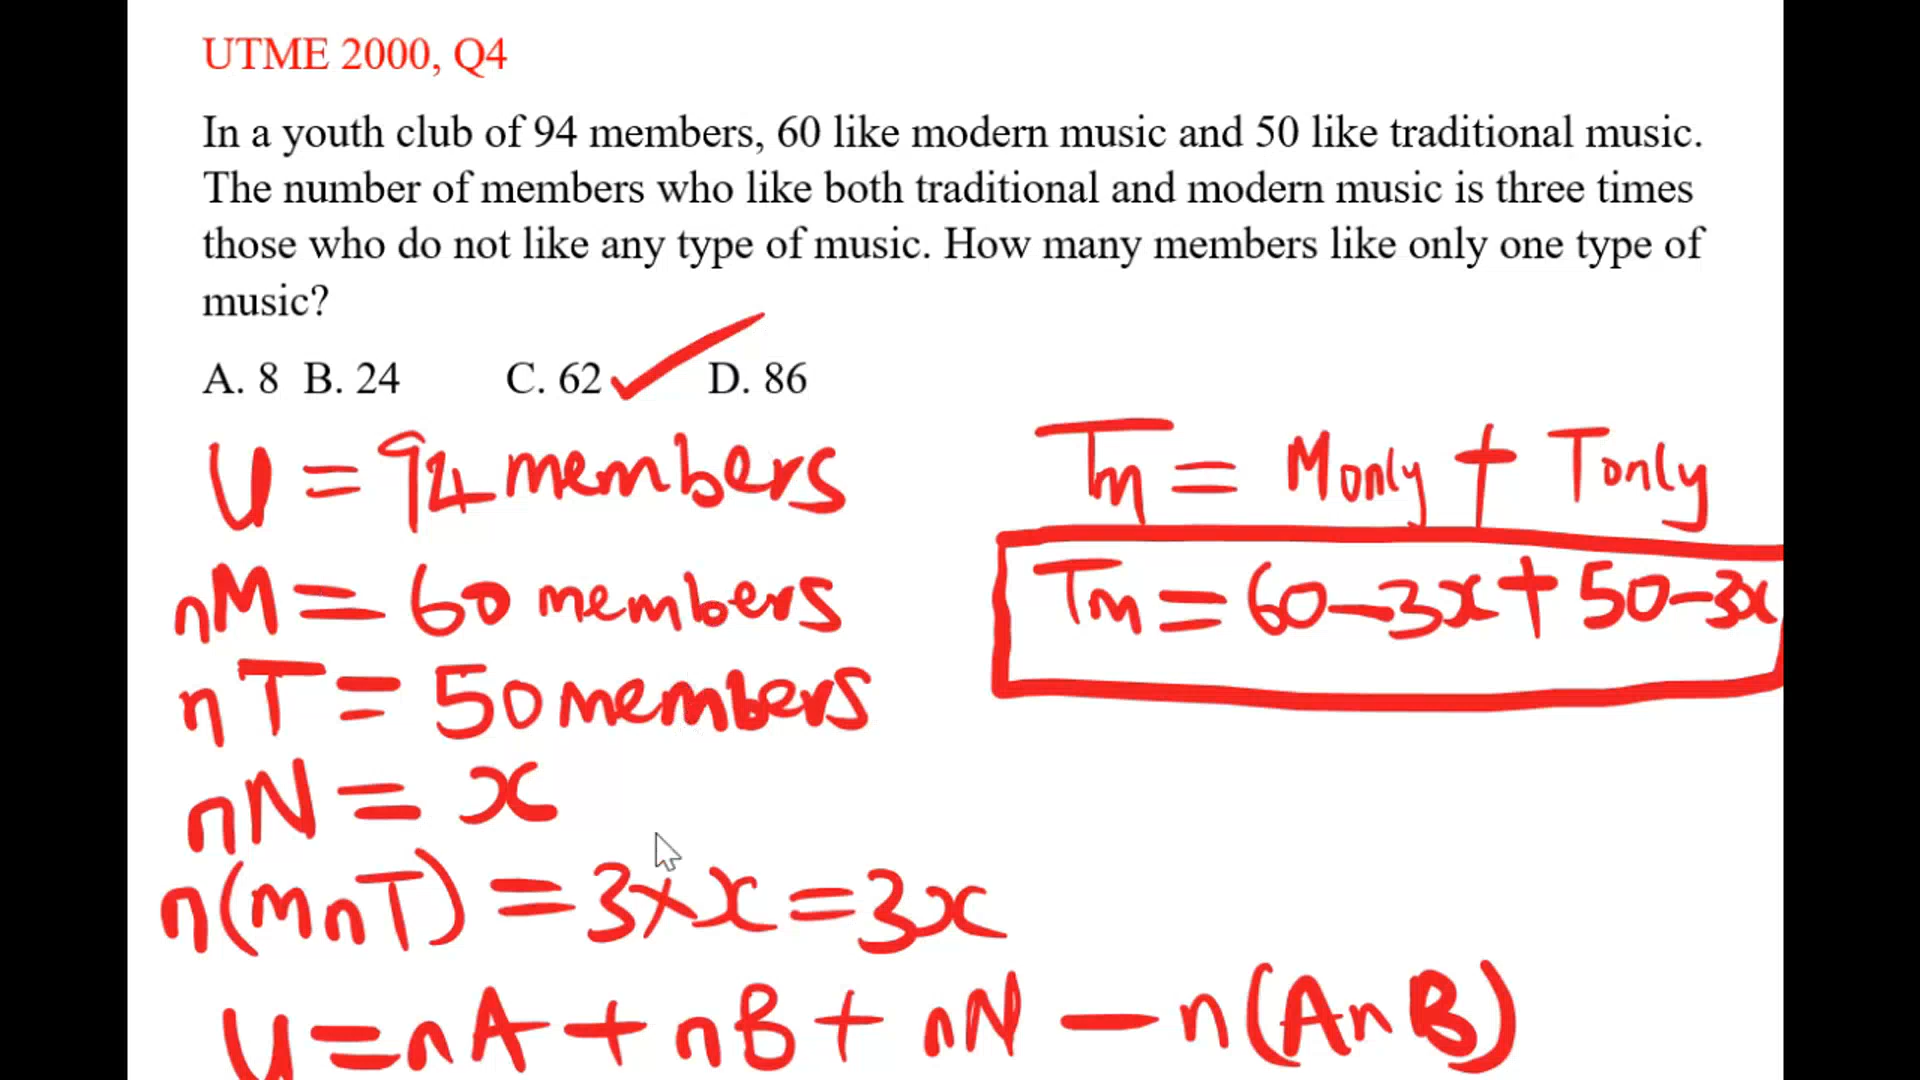 UTME 2000, Q4
In a youth club of 94 members, 60 like modern music and 50 like traditional music.
The number of members who like both traditional and modern music is three times
those who do not like any type of music. How many members like only one type of
music?
A. 8 B. 24 C. 62 ✓ D. 86
U = 94 members
nM = 60 members
nT = 50 members
nN = x
n(M∩T) = 3 × x = 3x
U = nA + nB + nN − n(A∩B)
Tm = M only + T only
Tm = 60 − 3x + 50 − 3x